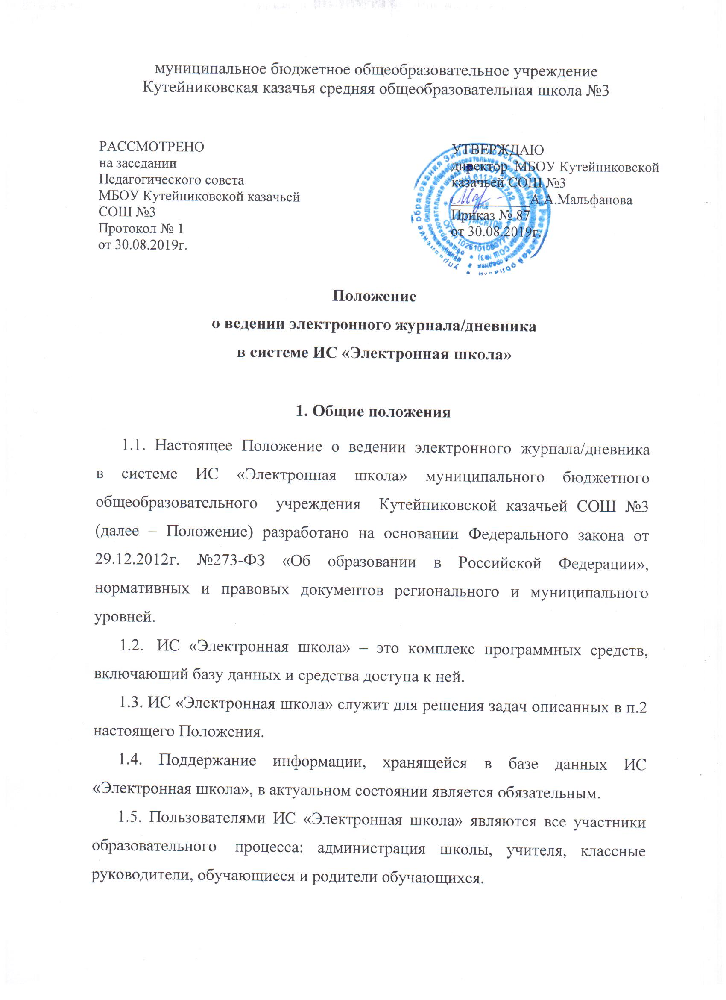 муниципальное бюджетное общеобразовательное учреждение
Кутейниковская казачья средняя общеобразовательная школа №3
РАССМОТРЕНО
на заседании
Педагогического совета
МБОУ Кутейниковской казачьей
СОШ №3
Протокол № 1
от 30.08.2019г.
УТВЕРЖДАЮ
директор МБОУ Кутейниковской
казачьей СОШ №3
___________А.А.Мальфанова
Приказ № 87
от 30.08.2019г.
Положение
о ведении электронного журнала/дневника
в системе ИС «Электронная школа»
1. Общие положения
1.1. Настоящее Положение о ведении электронного журнала/дневника
в системе ИС «Электронная школа» муниципального бюджетного
общеобразовательного учреждения Кутейниковской казачьей СОШ №3
(далее – Положение) разработано на основании Федерального закона от
29.12.2012г. №273-ФЗ «Об образовании в Российской Федерации»,
нормативных и правовых документов регионального и муниципального
уровней.
1.2. ИС «Электронная школа» – это комплекс программных средств,
включающий базу данных и средства доступа к ней.
1.3. ИС «Электронная школа» служит для решения задач описанных в п.2
настоящего Положения.
1.4. Поддержание информации, хранящейся в базе данных ИС
«Электронная школа», в актуальном состоянии является обязательным.
1.5. Пользователями ИС «Электронная школа» являются все участники
образовательного процесса: администрация школы, учителя, классные
руководители, обучающиеся и родители обучающихся.